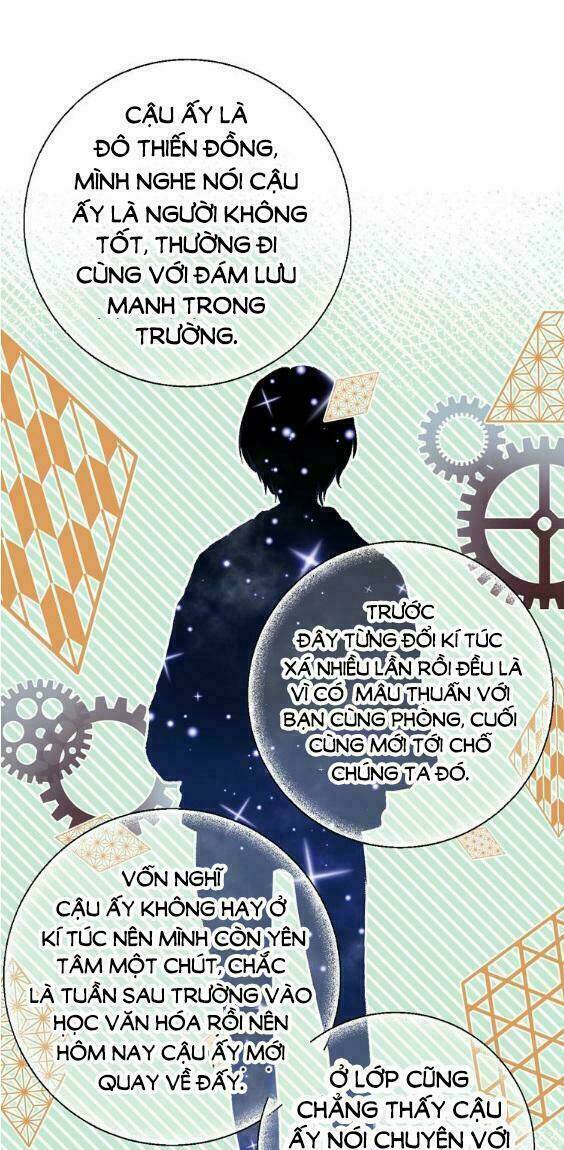 CẬU ẤY LÀ
ĐÔ THIẾN ĐỒNG,
MÌNH NGHE NÓI CẬU
ẤY LÀ NGƯỜI KHÔNG
TỐT, THƯỜNG ĐI
CÙNG VỚI ĐÁM LƯU
MANH TRONG
TRƯỜNG.
TRƯỚC
ĐÂY TỪNG ĐỔI KÍ TÚC
XÁ NHIỀU LẦN RỒI ĐỀU LÀ
VÌ CÓ MÂU THUẪN VỚI
BẠN CÙNG PHÒNG, CUỐI
CÙNG MỚI TỚI CHỖ
CHÚNG TA ĐÓ.
VỐN NGHĨ
CẬU ẤY KHÔNG HAY Ở
KÍ TÚC NÊN MÌNH CÒN YÊN
TÂM MỘT CHÚT, CHẮC
LÀ TUẦN SAU TRƯỜNG VÀO
HỌC VĂN HÓA RỒI NÊN
HÔM NAY CẬU ẤY MỚI
QUAY VỀ ĐẤY.
Ở LỚP CŨNG
CHẲNG THẤY CẬU
ẤY NÓI CHUYỆN VỚI